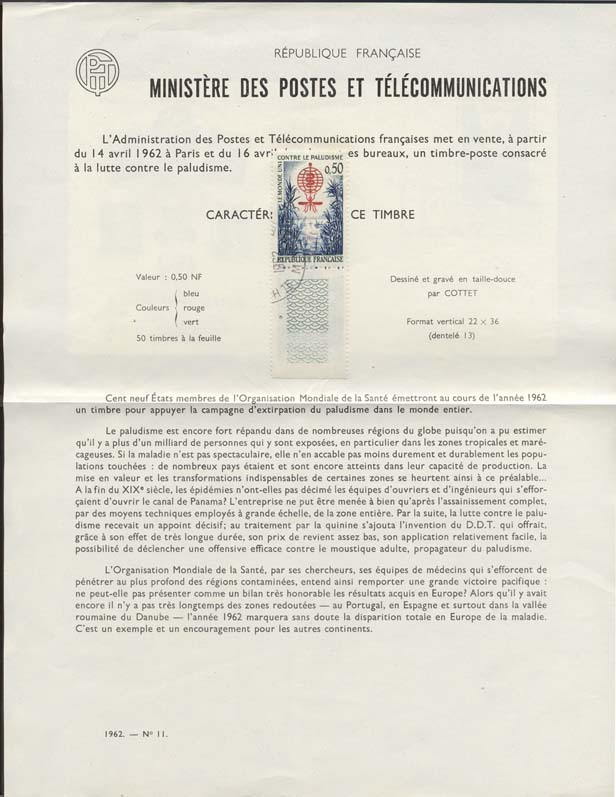 PTT
RÉPUBLIQUE FRANÇAISE
MINISTÈRE DES POSTES ET TÉLÉCOMMUNICATIONS
L'Administration des Postes et Télécommunications françaises met en vente, à partir
du 14 avril 1962 à Paris et du 16 avri es bureaux, un timbre-poste consacré
à la lutte contre le paludisme.
LE MONDE UNI CONTRE LE PALUDISME
0,50
RÉPUBLIQUE FRANÇAISE
CARACTÉR CE TIMBRE
Valeur : 0,50 NF
Couleurs
bleu
rouge
vert
50 timbres à la feuille
Dessiné et gravé en taille-douce
par COTTET
Format vertical 22 × 36
(dentelé 13)
Cent neuf États membres de l'Organisation Mondiale de la Santé émettront au cours de l'année 1962
un timbre pour appuyer la campagne d'extirpation du paludisme dans le monde entier.
Le paludisme est encore fort répandu dans de nombreuses régions du globe puisqu'on a pu estimer
qu'il y a plus d'un milliard de personnes qui y sont exposées, en particulier dans les zones tropicales et maré-
cageuses. Si la maladie n'est pas spectaculaire, elle n'en accable pas moins durement et durablement les popu-
lations touchées : de nombreux pays étaient et sont encore atteints dans leur capacité de production. La
mise en valeur et les transformations indispensables de certaines zones se heurtent ainsi à ce préalable...
A la fin du XIXe siècle, les épidémies n'ont-elles pas décimé les équipes d'ouvriers et d'ingénieurs qui s'effor-
çaient d'ouvrir le canal de Panama? L'entreprise ne put être menée à bien qu'après l'assainissement complet,
par des moyens techniques employés à grande échelle, de la zone entière. Par la suite, la lutte contre le palu-
disme recevait un appoint décisif; au traitement par la quinine s'ajouta l'invention du D.D.T. qui offrait,
grâce à son effet de très longue durée, son prix de revient assez bas, son application relativement facile, la
possibilité de déclencher une offensive efficace contre le moustique adulte, propagateur du paludisme.
L'Organisation Mondiale de la Santé, par ses chercheurs, ses équipes de médecins qui s'efforcent de
pénétrer au plus profond des régions contaminées, entend ainsi remporter une grande victoire pacifique :
ne peut-elle pas présenter comme un bilan très honorable les résultats acquis en Europe? Alors qu'il y avait
encore il n'y a pas très longtemps des zones redoutées — au Portugal, en Espagne et surtout dans la vallée
roumaine du Danube — l'année 1962 marquera sans doute la disparition totale en Europe de la maladie.
C'est un exemple et un encouragement pour les autres continents.
1962. — No 11.